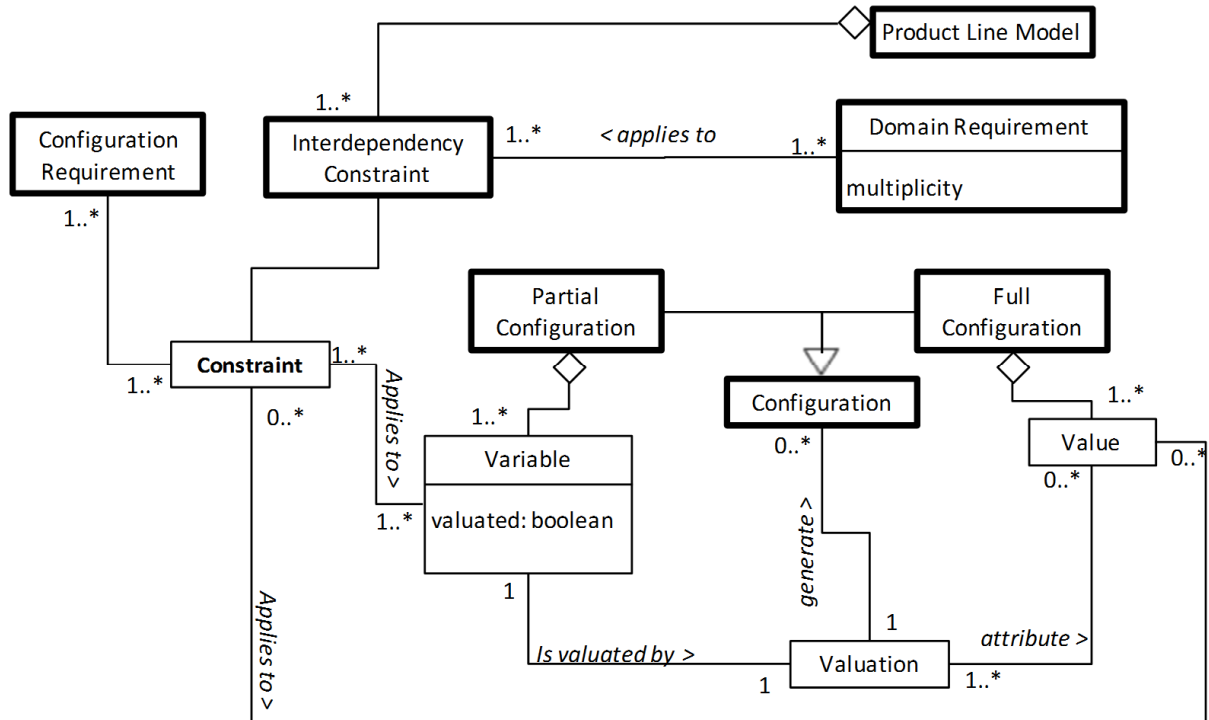 Product Line Model
1..*
Configuration
Requirement
Interdependency
Constraint
1..*
< applies to
1..*
Domain Requirement
multiplicity
1..*
Partial
Configuration
Full
Configuration
Constraint
1..*
1..*
0..*
Applies to >
1..*
Configuration
1..*
Variable
0..*
Value
0..*
0..*
1..*
valuated: boolean
generate >
1
Applies to >
1
Is valuated by >
1
Valuation
attribute >
1..*